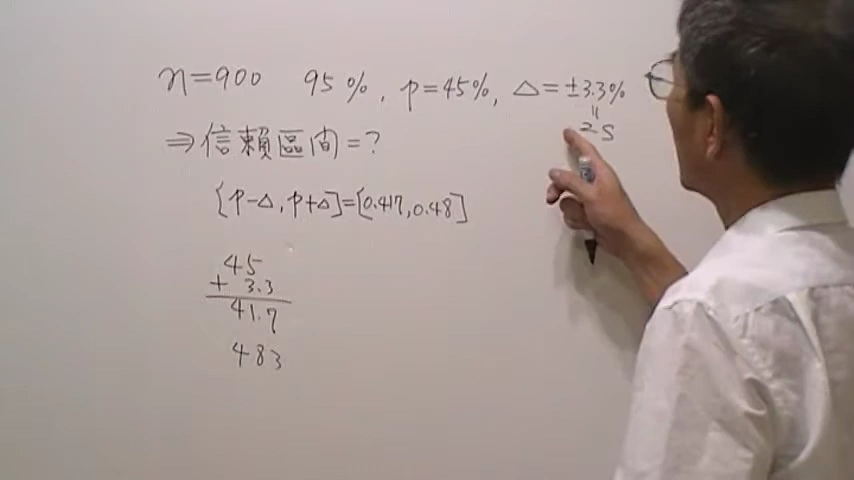 n=900 95%, p=45%, △=±3.3%
"
2S
⇒信賴區間=?
[p-△, p+△]=[0.417, 0.48]
45
+ 3.3
41.7
483